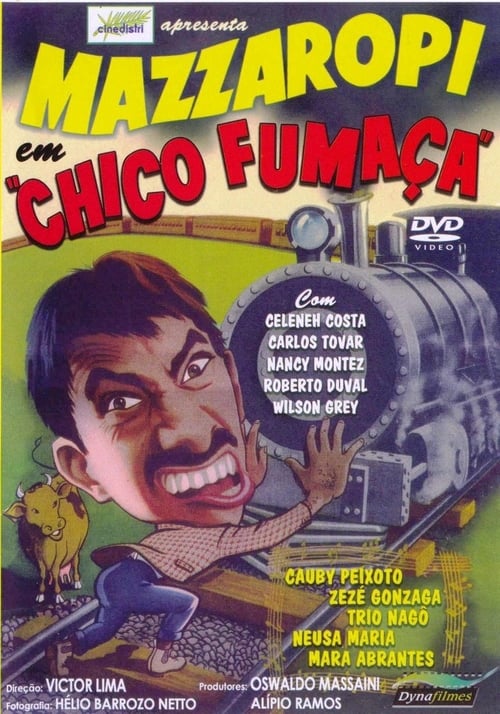 cinedistri apresenta
MAZZAROPI
em
"CHICO FUMAÇA"
DVD
VIDEO
Com
CELENEH COSTA
CARLOS TOVAR
NANCY MONTEZ
ROBERTO DUVAL
WILSON GREY
CAUBY PEIXOTO
ZEZÉ GONZAGA
TRIO NAGÔ
NEUSA MARIA
MARA ABRANTES
Direção: VICTOR LIMA
Fotografia: HÉLIO BARROZO NETTO
Produtores: OSWALDO MASSAINI
ALÍPIO RAMOS
Dynafilmes